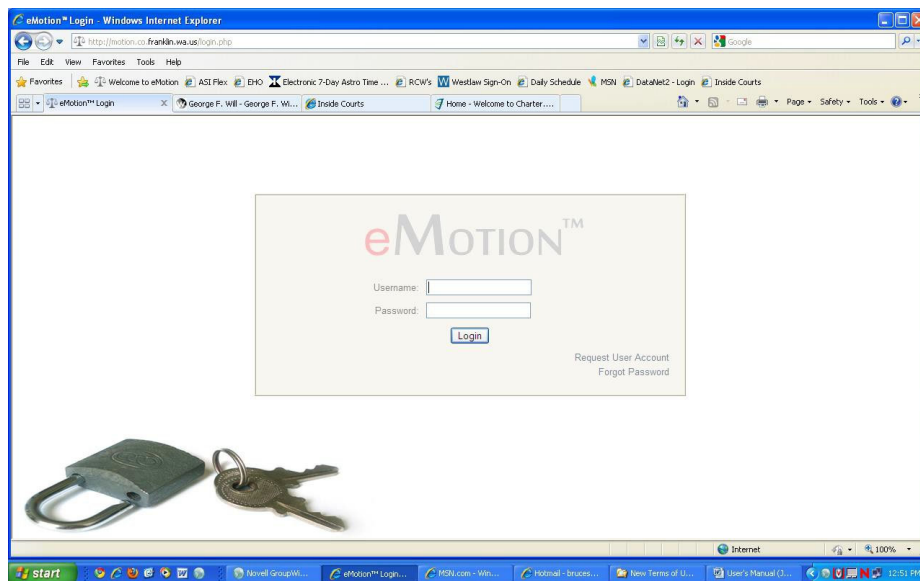 eMotion™ Login - Windows Internet Explorer
http://motion.co.franklin.wa.us/login.php
Google
File Edit View Favorites Tools Help
Favorites Welcome to eMotion ASI Flex EHO Electronic 7-Day Astro Time ... RCW's Westlaw Sign-On Daily Schedule MSN DataNet2 - Login Inside Courts
eMotion™ Login George F. Will - George F. Wi... Inside Courts Home - Welcome to Charter.... Page Safety Tools
eMotion™
Username:
Password:
Login
Request User Account
Forgot Password
Internet 100%
start Novell GroupWi... eMotion™ Login... MSN.com - Win... Hotmail - bruces... New Terms of U... User's Manual (J... 12:51 PM